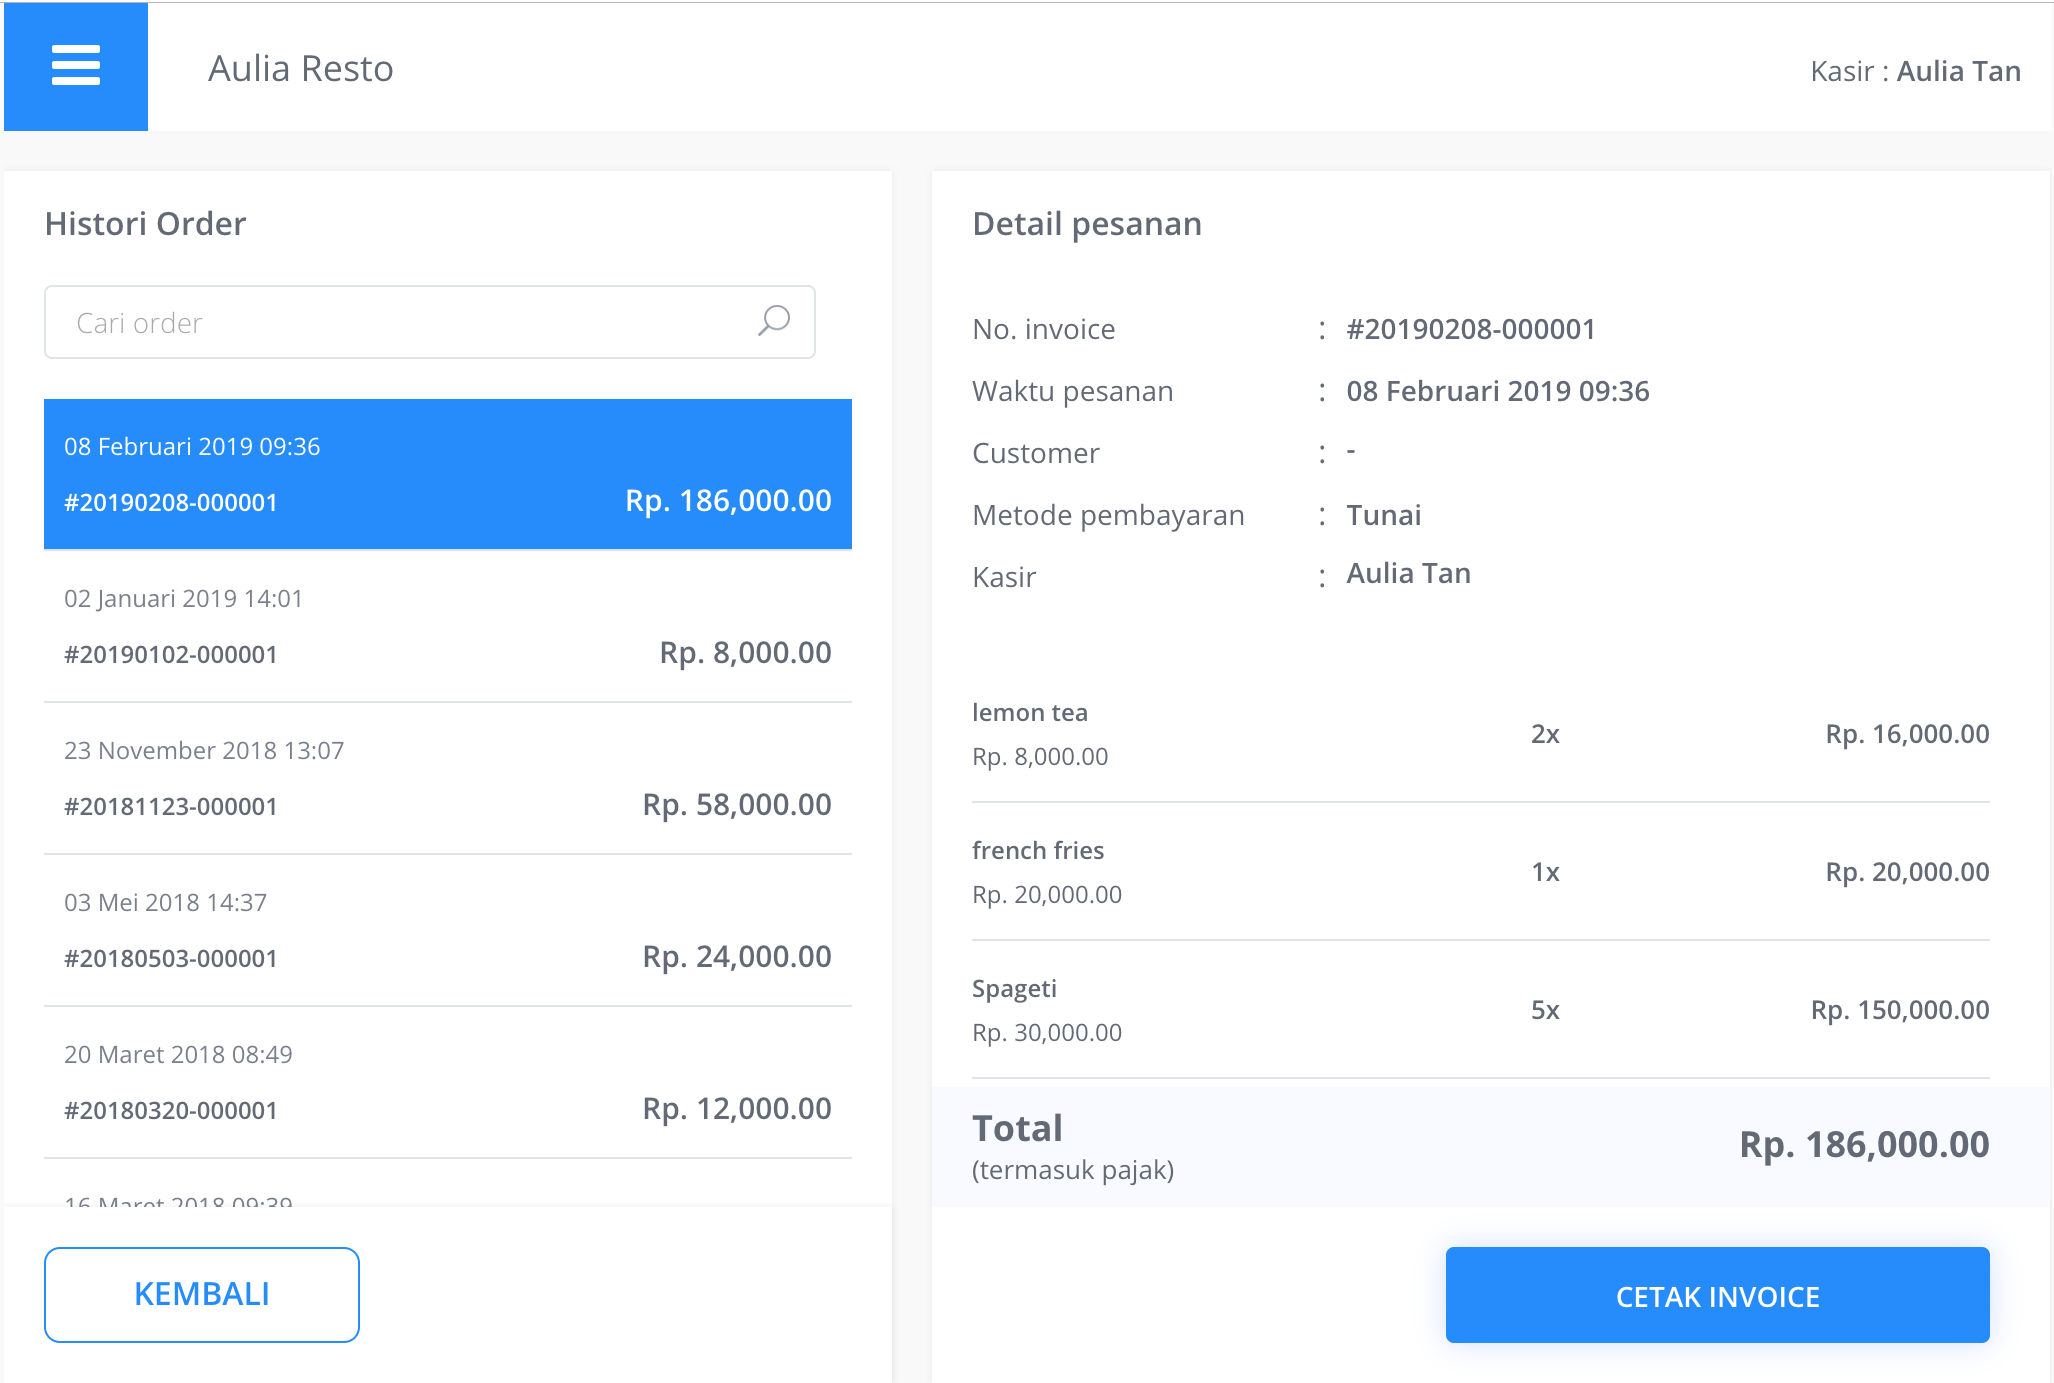 Aulia Resto
Kasir : Aulia Tan
Histori Order
Cari order
08 Februari 2019 09:36
#20190208-000001 Rp. 186,000.00
02 Januari 2019 14:01
#20190102-000001 Rp. 8,000.00
23 November 2018 13:07
#20181123-000001 Rp. 58,000.00
03 Mei 2018 14:37
#20180503-000001 Rp. 24,000.00
20 Maret 2018 08:49
#20180320-000001 Rp. 12,000.00
16 Maret 2018 09:39
KEMBALI
Detail pesanan
No. invoice : #20190208-000001
Waktu pesanan : 08 Februari 2019 09:36
Customer : -
Metode pembayaran : Tunai
Kasir : Aulia Tan
lemon tea
Rp. 8,000.00
2x
Rp. 16,000.00
french fries
Rp. 20,000.00
1x
Rp. 20,000.00
Spageti
Rp. 30,000.00
5x
Rp. 150,000.00
Total
(termasuk pajak)
Rp. 186,000.00
CETAK INVOICE